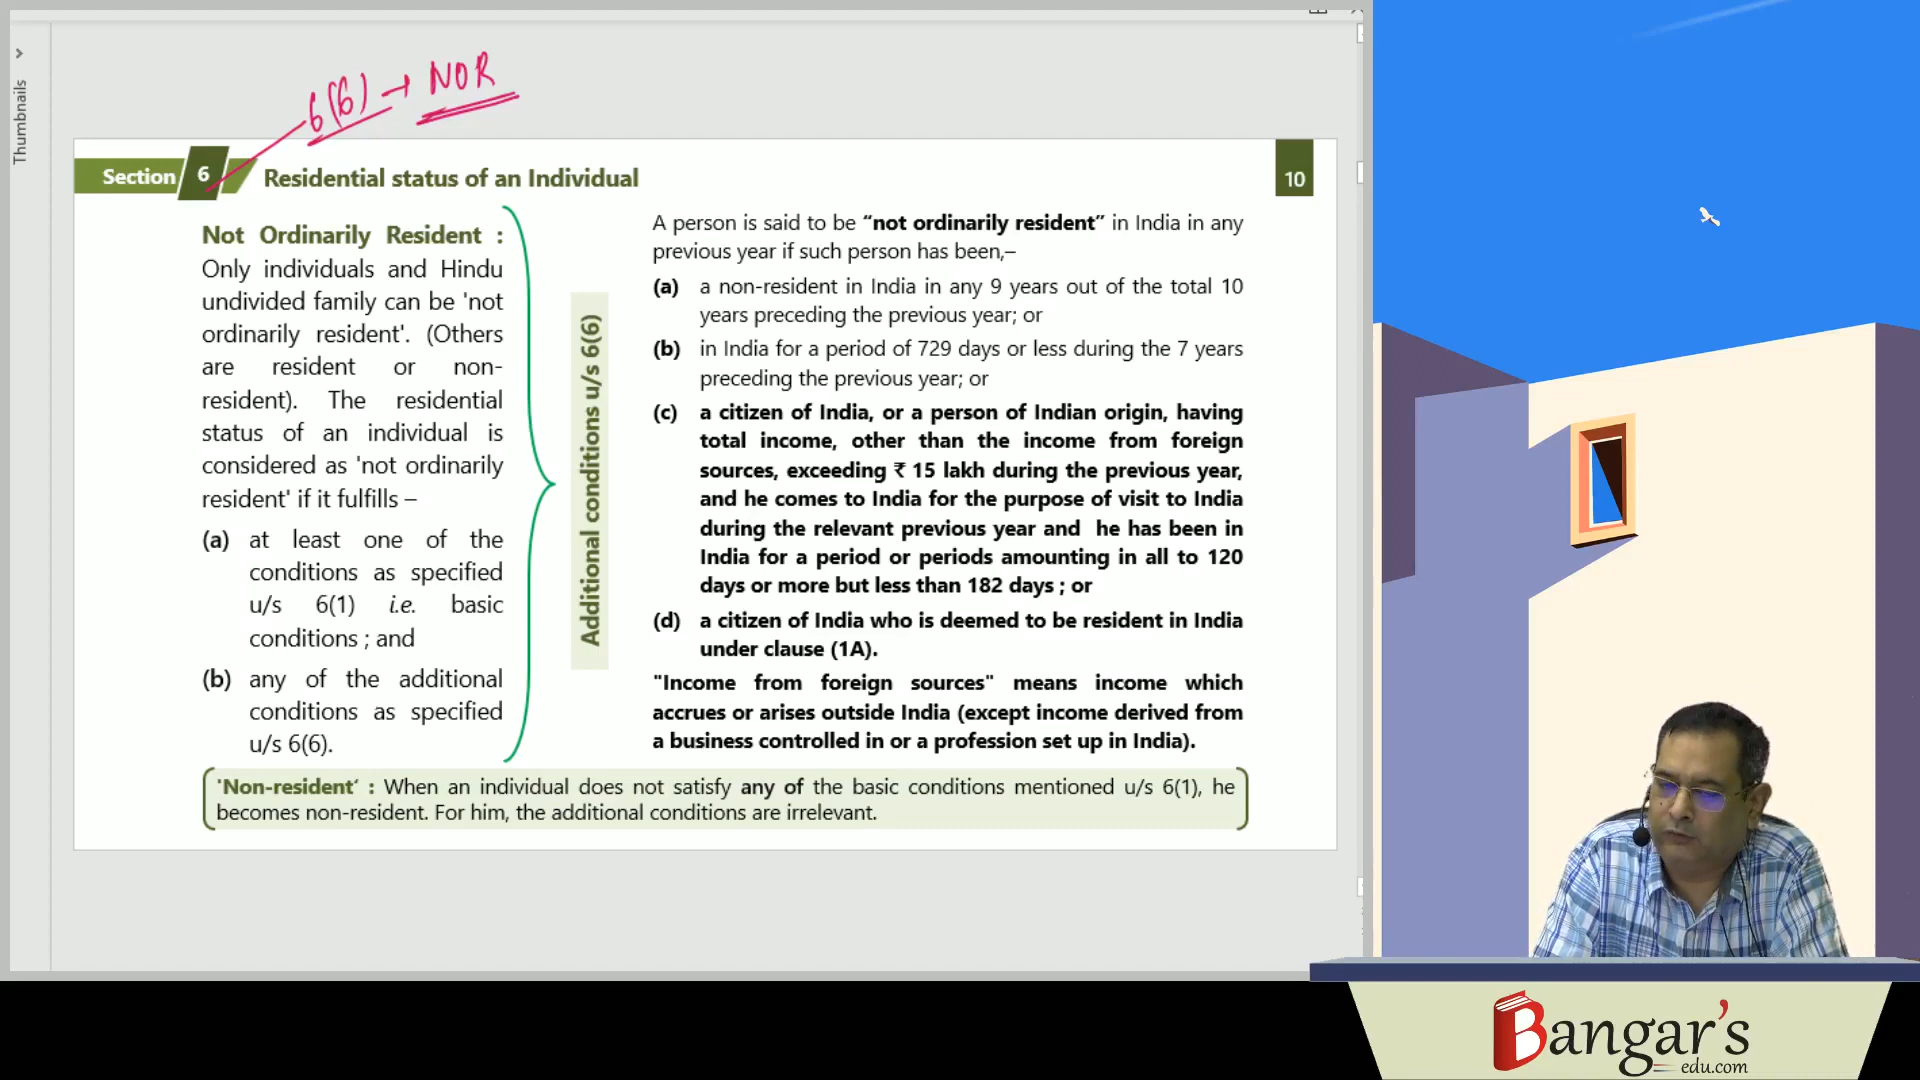 Thumbnails
6(6) → NOR
Section 6 Residential status of an Individual
10
Not Ordinarily Resident :
Only individuals and Hindu
undivided family can be 'not
ordinarily resident'. (Others
are resident or non-
resident). The residential
status of an individual is
considered as 'not ordinarily
resident' if it fulfills –
(a) at least one of the
conditions as specified
u/s 6(1) i.e. basic
conditions ; and
(b) any of the additional
conditions as specified
u/s 6(6).
Additional conditions u/s 6(6)
A person is said to be “not ordinarily resident” in India in any
previous year if such person has been,–
(a) a non-resident in India in any 9 years out of the total 10
years preceding the previous year; or
(b) in India for a period of 729 days or less during the 7 years
preceding the previous year; or
(c) a citizen of India, or a person of Indian origin, having
total income, other than the income from foreign
sources, exceeding ₹ 15 lakh during the previous year,
and he comes to India for the purpose of visit to India
during the relevant previous year and he has been in
India for a period or periods amounting in all to 120
days or more but less than 182 days ; or
(d) a citizen of India who is deemed to be resident in India
under clause (1A).
"Income from foreign sources" means income which
accrues or arises outside India (except income derived from
a business controlled in or a profession set up in India).
'Non-resident‘ : When an individual does not satisfy any of the basic conditions mentioned u/s 6(1), he
becomes non-resident. For him, the additional conditions are irrelevant.
Bangar's
edu.com